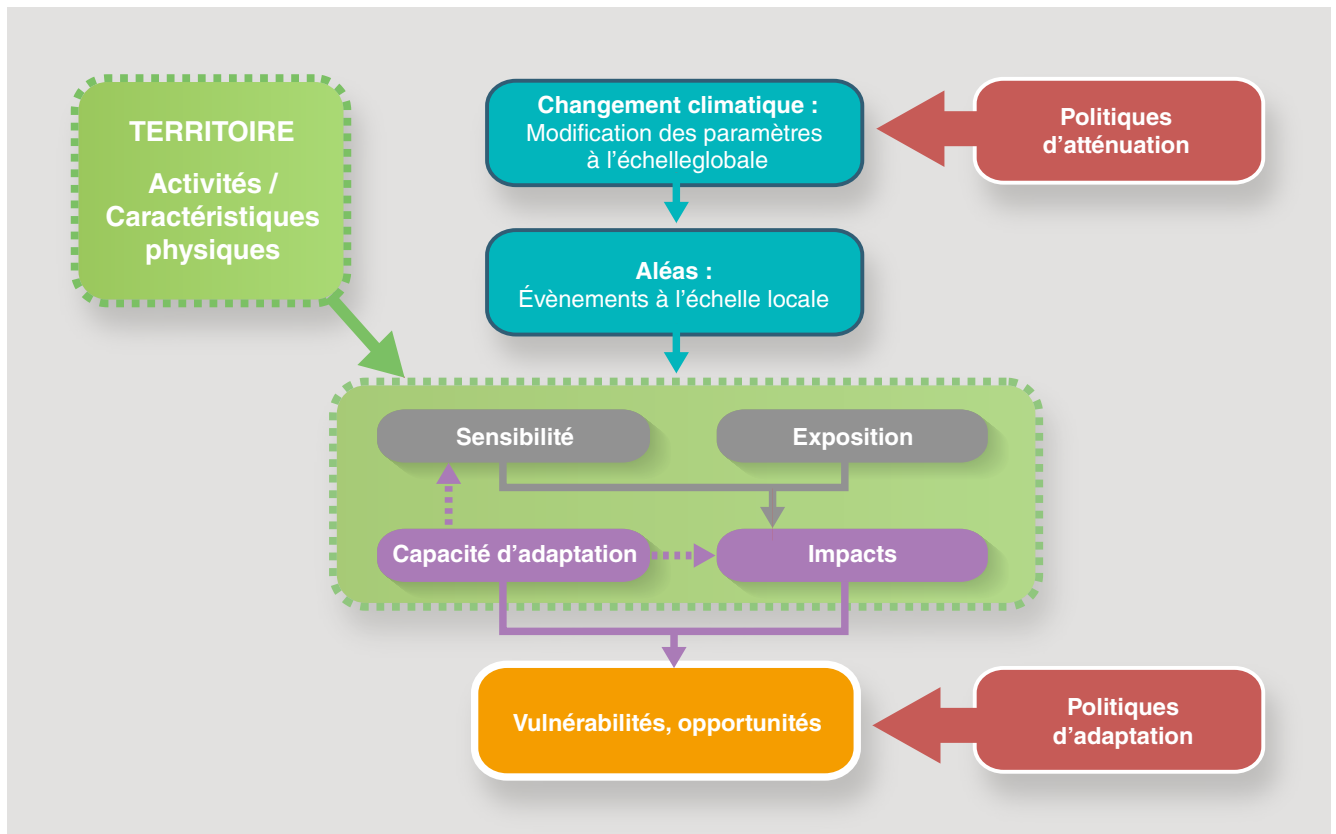 TERRITOIRE
Activités /
Caractéristiques
physiques
Changement climatique :
Modification des paramètres
à l'échelleglobale
Politiques
d'atténuation
Aléas :
Évènements à l'échelle locale
Sensibilité
Exposition
Capacité d'adaptation
Impacts
Vulnérabilités, opportunités
Politiques
d'adaptation